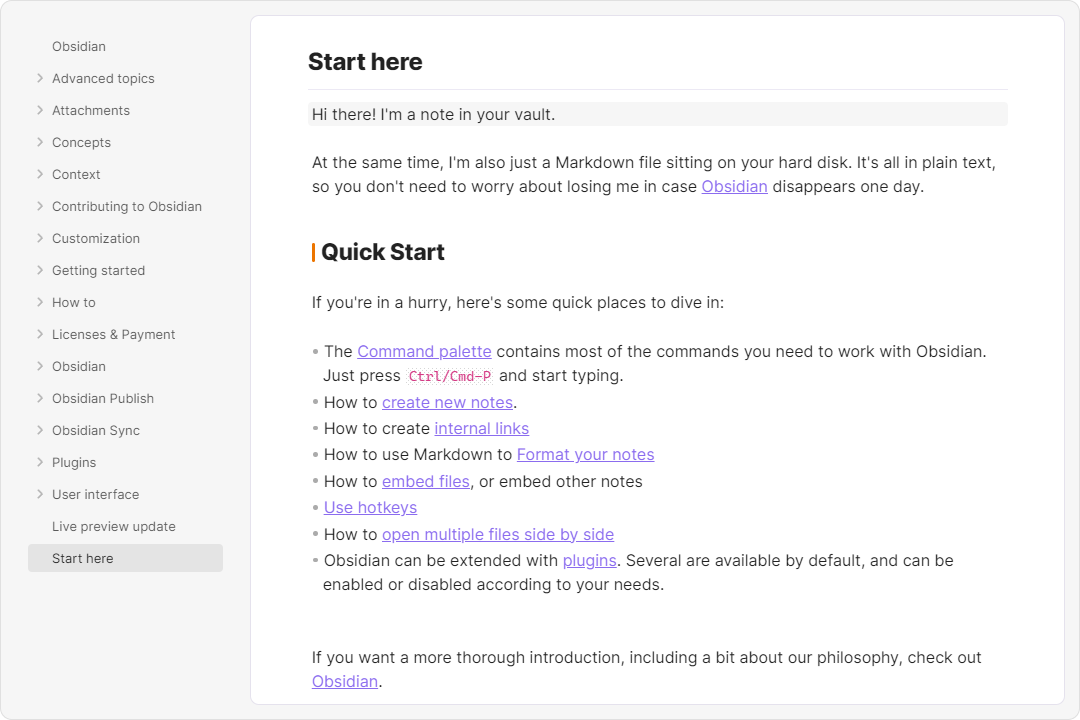 Obsidian
Advanced topics
Attachments
Concepts
Context
Contributing to Obsidian
Customization
Getting started
How to
Licenses & Payment
Obsidian
Obsidian Publish
Obsidian Sync
Plugins
User interface
Live preview update
Start here
Start here
Hi there! I'm a note in your vault.
At the same time, I'm also just a Markdown file sitting on your hard disk. It's all in plain text,
so you don't need to worry about losing me in case Obsidian disappears one day.
Quick Start
If you're in a hurry, here's some quick places to dive in:
The Command palette contains most of the commands you need to work with Obsidian.
Just press Ctrl/Cmd-P and start typing.
How to create new notes.
How to create internal links
How to use Markdown to Format your notes
How to embed files, or embed other notes
Use hotkeys
How to open multiple files side by side
Obsidian can be extended with plugins. Several are available by default, and can be
enabled or disabled according to your needs.
If you want a more thorough introduction, including a bit about our philosophy, check out
Obsidian.